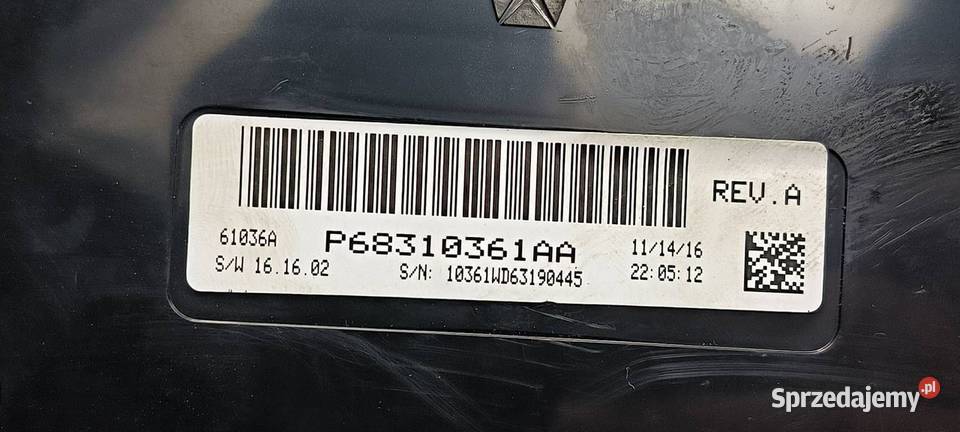 REV.A
61036A P68310361AA 11/14/16
S/W 16.16.02 S/N: 10361WD63190445 22:05:12
Sprzedajemy.pl